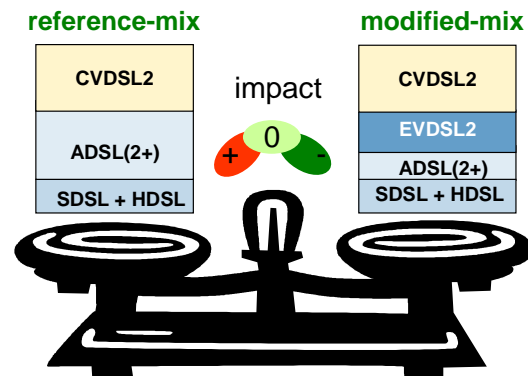 reference-mix
CVDSL2
ADSL(2+)
SDSL + HDSL
impact
+ 0 -
modified-mix
CVDSL2
EVDSL2
ADSL(2+)
SDSL + HDSL